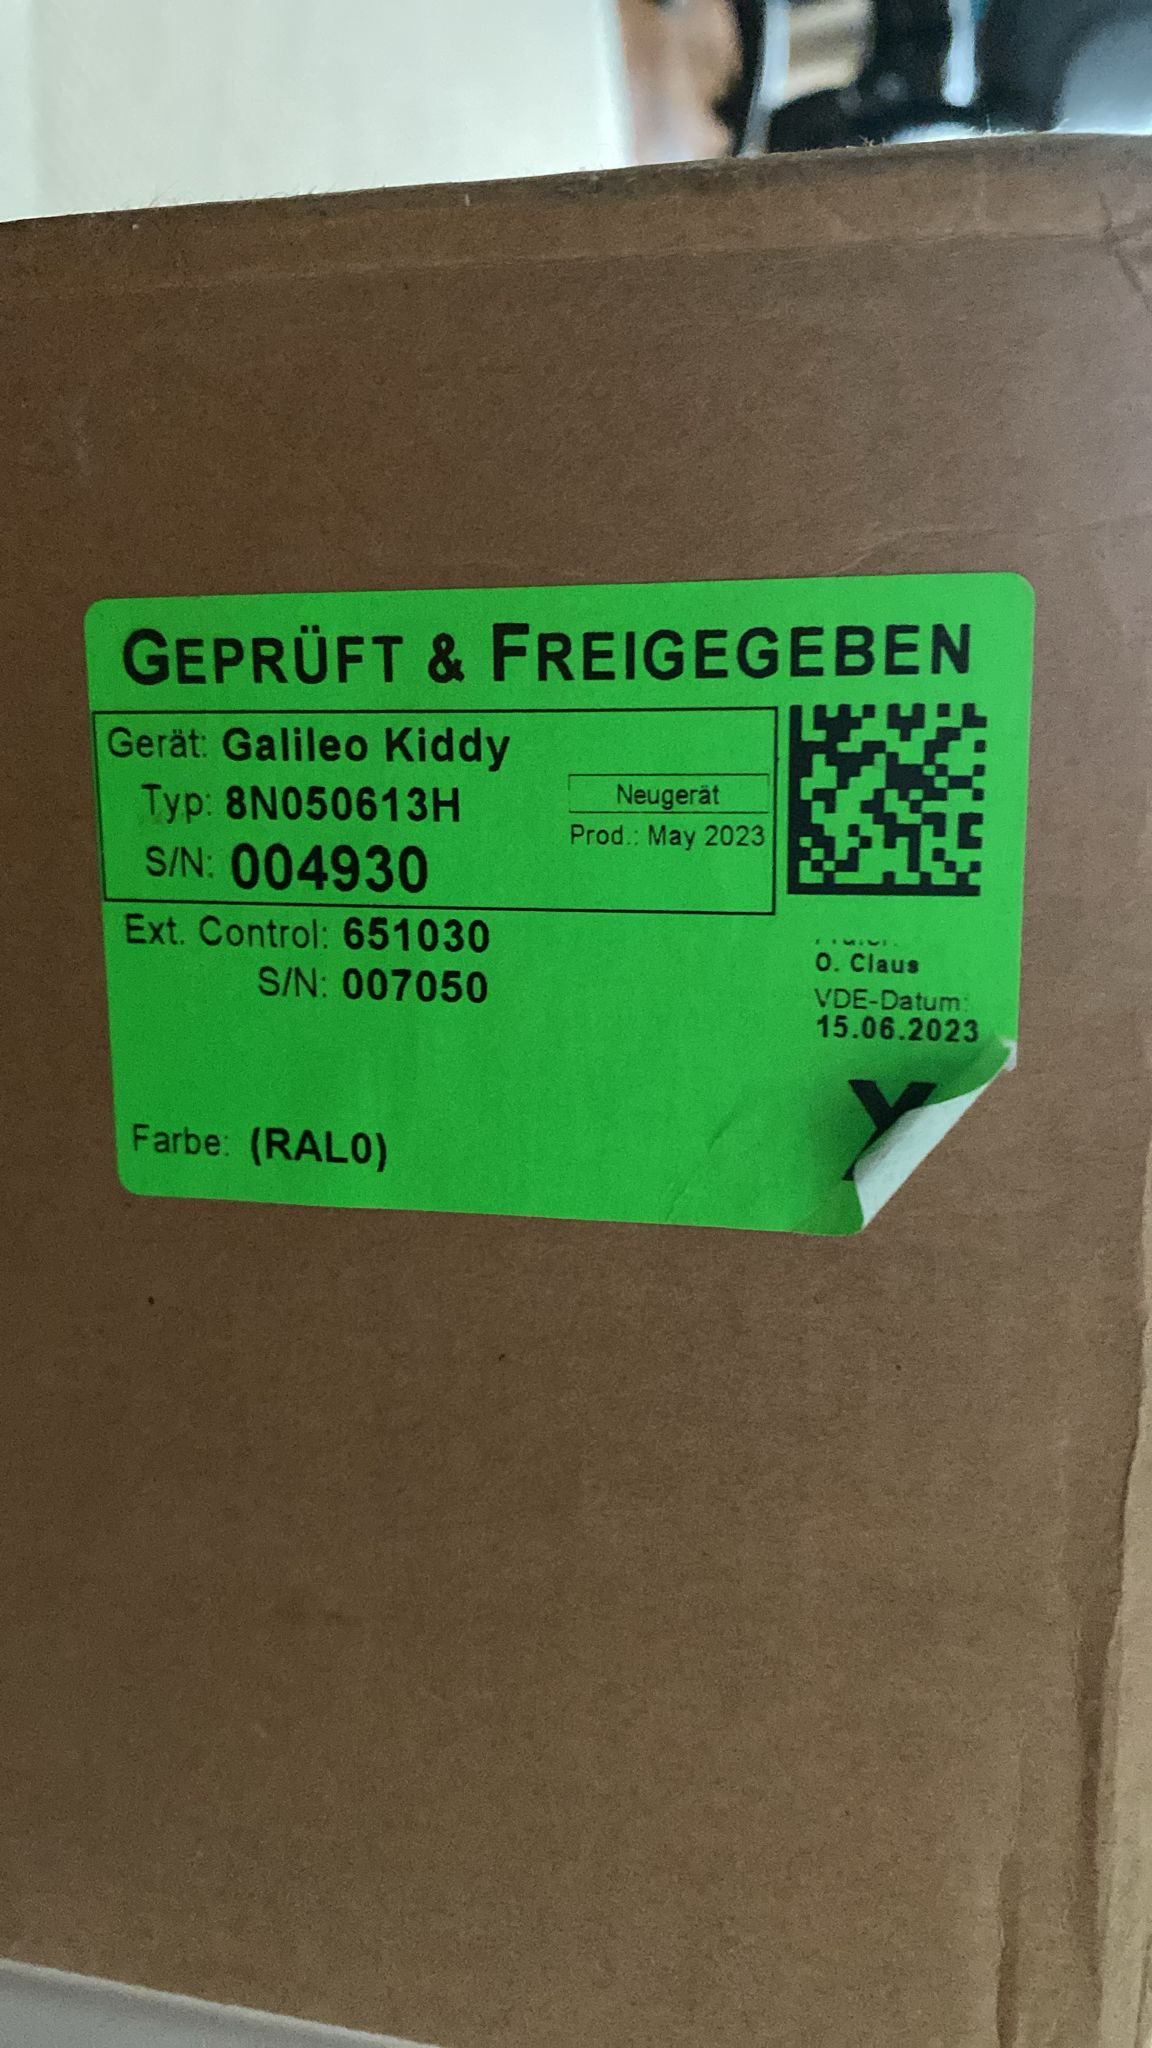 GEPRÜFT & FREIGEGEBEN
Gerät: Galileo Kiddy
Typ: 8N050613H
Neugerät
S/N: 004930
Prod.: May 2023
Ext. Control: 651030
S/N: 007050
O. Claus
VDE-Datum:
15.06.2023
Farbe: (RAL0)